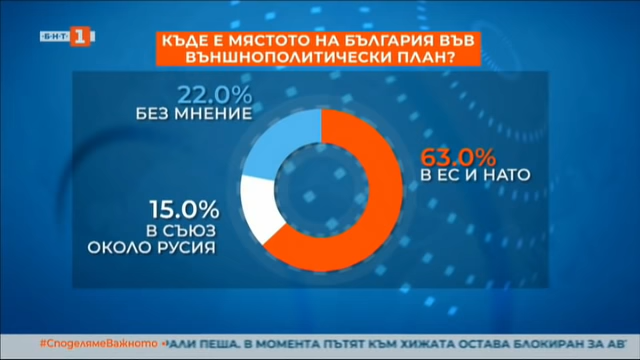 БНТ 1
КЪДЕ Е МЯСТОТО НА БЪЛГАРИЯ ВЪВ
ВЪНШНОПОЛИТИЧЕСКИ ПЛАН?
22.0%
БЕЗ МНЕНИЕ
63.0%
В ЕС И НАТО
15.0%
В СЪЮЗ
ОКОЛО РУСИЯ
#СподелямеВажното РАЛИ ПЕША. В МОМЕНТА ПЪТЯТ КЪМ ХИЖАТА ОСТАВА БЛОКИРАН ЗА АВ